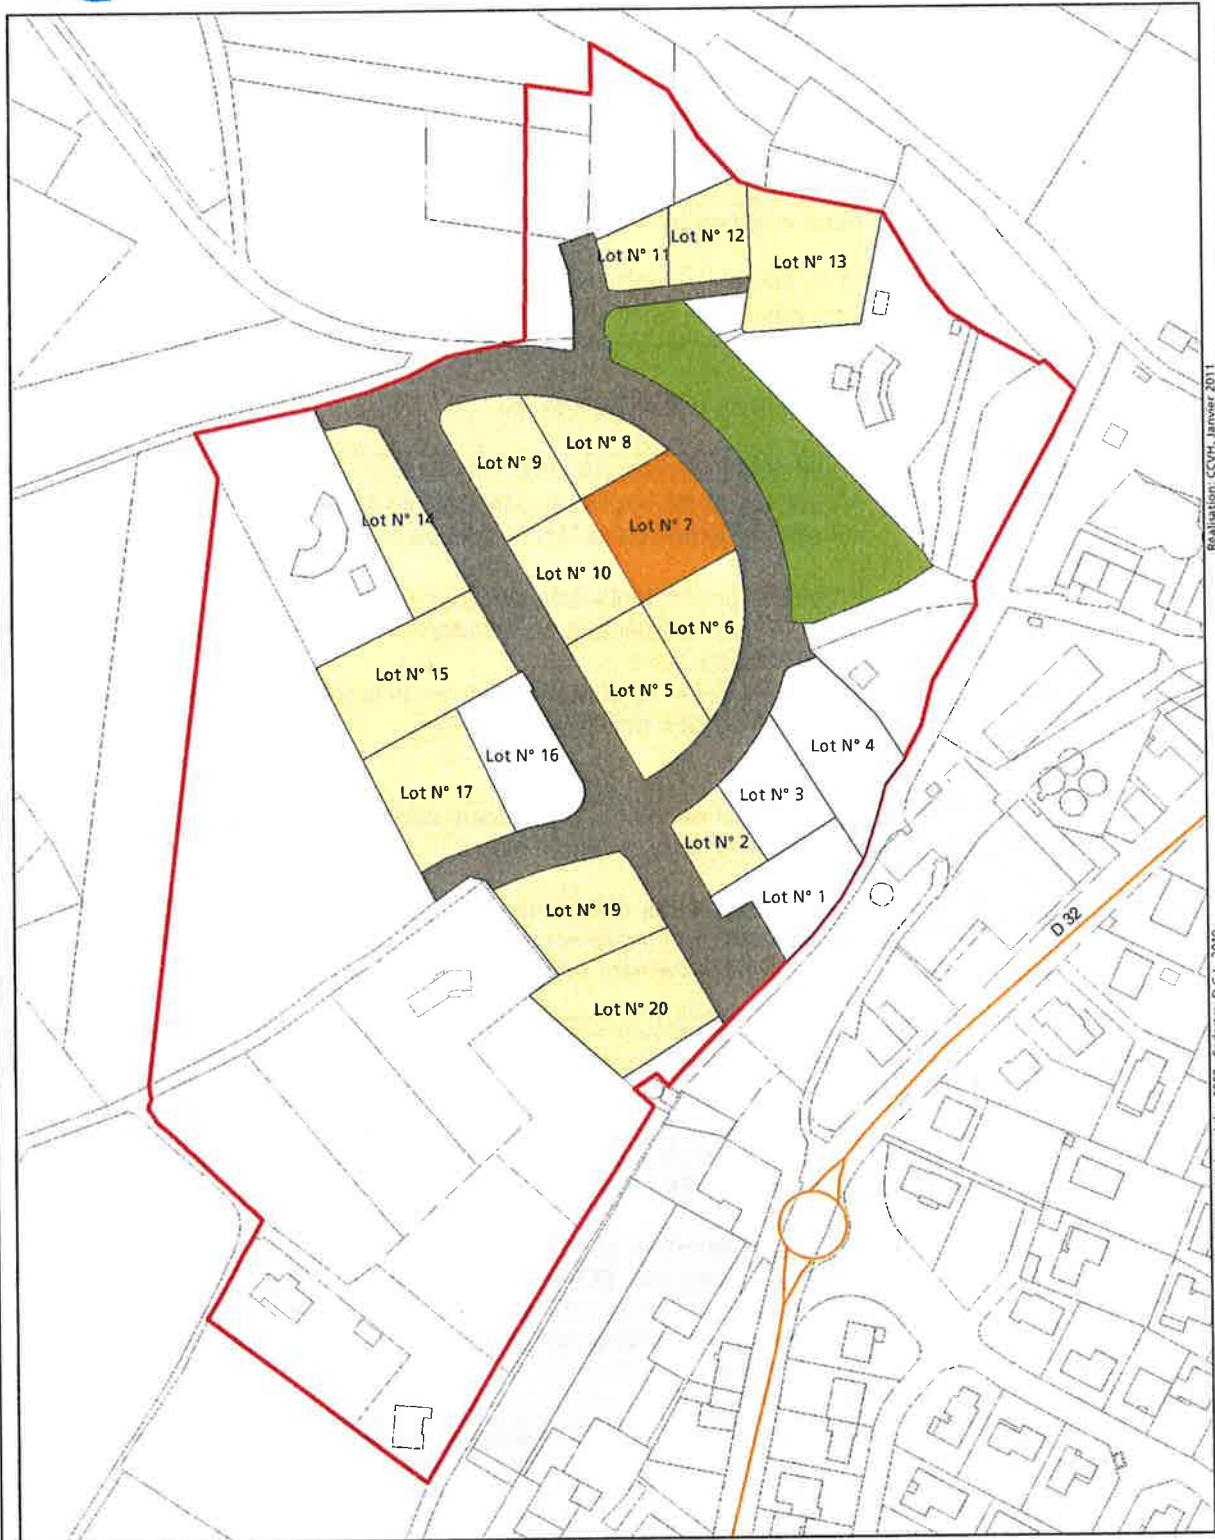 Lot N° 12
Lot N° 11
Lot N° 13
Lot N° 8
Lot N° 9
Lot N° 14
Lot N° 7
Lot N° 10
Lot N° 6
Lot N° 15
Lot N° 5
Lot N° 16
Lot N° 4
Lot N° 17
Lot N° 3
Lot N° 2
Lot N° 1
Lot N° 19
Lot N° 20
D 32
Réalisation: CCVH, Janvier 2011